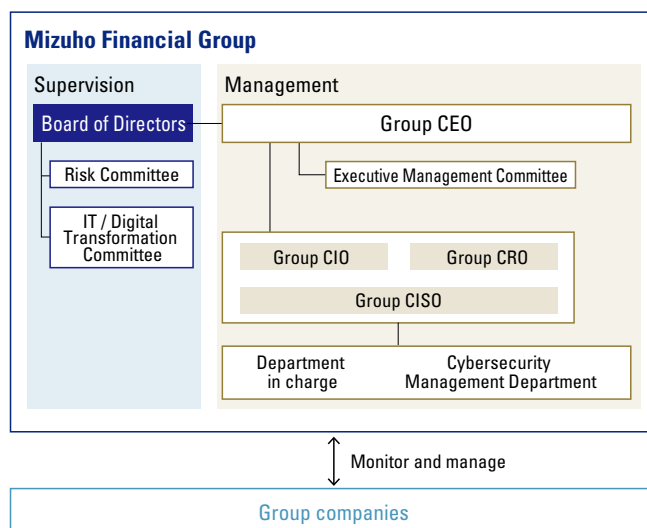 Mizuho Financial Group
Supervision
Management
Board of Directors
Group CEO
Risk Committee
Executive Management Committee
IT / Digital
Transformation
Committee
Group CIO
Group CRO
Group CISO
Department
in charge
Cybersecurity
Management Department
Monitor and manage
Group companies